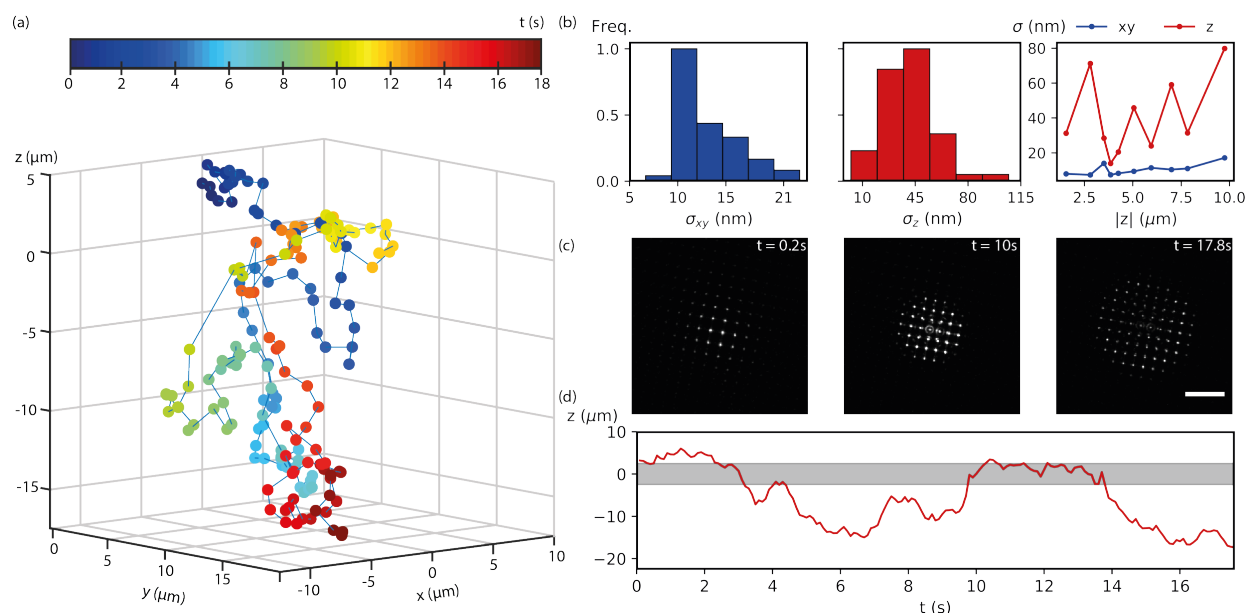 (a)
t (s)
0 2 4 6 8 10 12 14 16 18
z (μm)
5
0
-5
-10
-15
0
5
10
15
y (μm)
-10
-5
0
5
10
x (μm)
(b)
Freq.
1.0
0.5
0.0
5 10 15 21
σxy (nm)
10 45 80 115
σz (nm)
σ (nm) xy z
80
60
40
20
2.5 5.0 7.5 10.0
|z| (μm)
(c)
t = 0.2s
t = 10s
t = 17.8s
(d)
z (μm)
10
0
−10
−20
0 2 4 6 8 10 12 14 16
t (s)